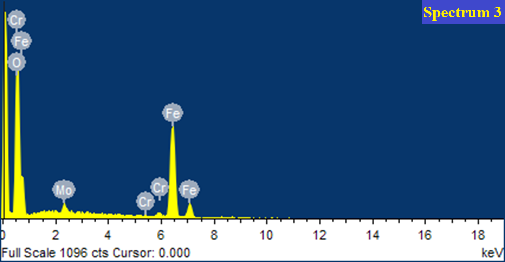 Spectrum 3
Cr
Fe
O
Fe
Mo
Cr
Cr
Fe
0 2 4 6 8 10 12 14 16 18
Full Scale 1096 cts Cursor: 0.000 keV